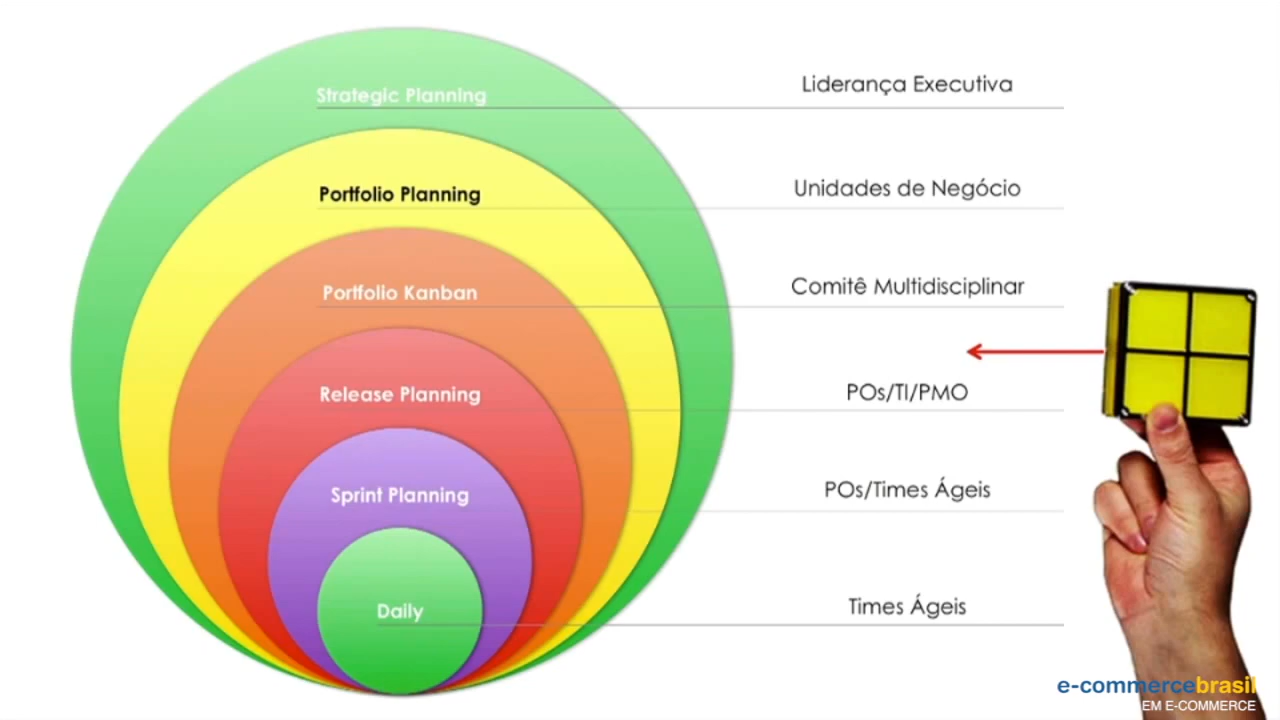 Strategic Planning
Liderança Executiva
Portfolio Planning
Unidades de Negócio
Portfolio Kanban
Comitê Multidisciplinar
Release Planning
POs/TI/PMO
Sprint Planning
POs/Times Ágeis
Daily
Times Ágeis
e-commercebrasil
EM E-COMMERCE